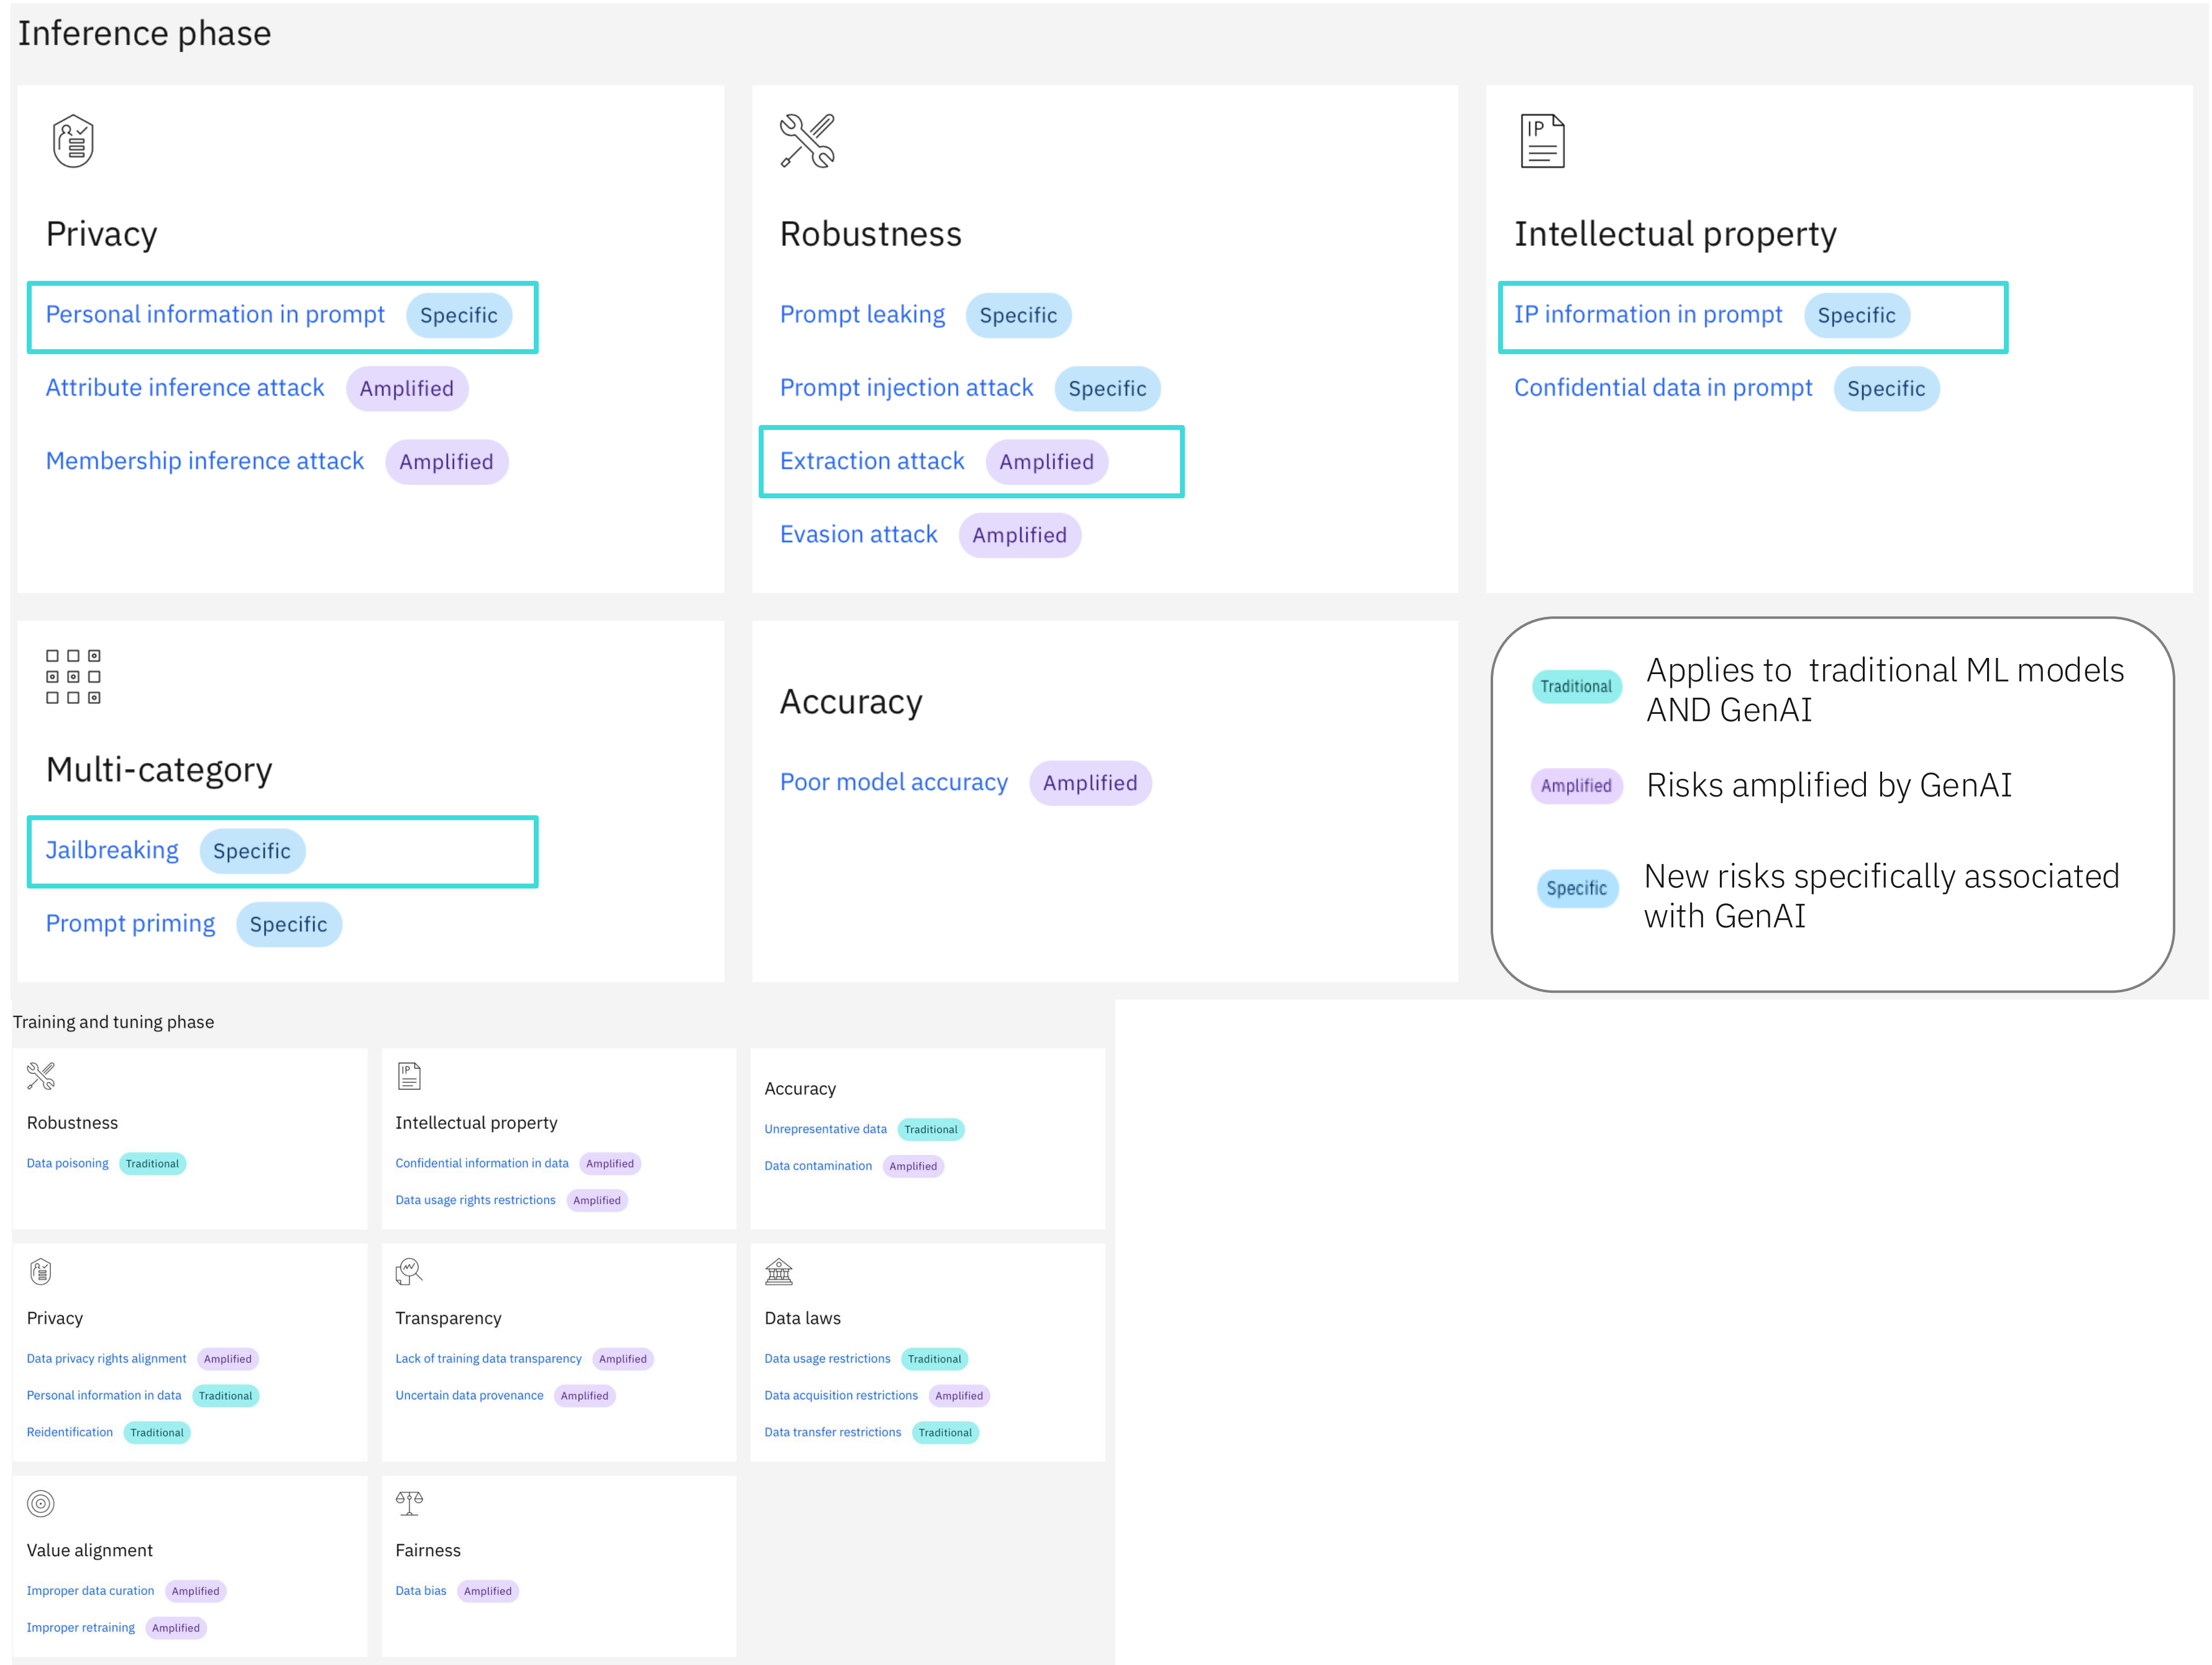 Inference phase
Privacy
Personal information in prompt Specific
Attribute inference attack Amplified
Membership inference attack Amplified
Robustness
Prompt leaking Specific
Prompt injection attack Specific
Extraction attack Amplified
Evasion attack Amplified
IP
Intellectual property
IP information in prompt Specific
Confidential data in prompt Specific
Multi-category
Jailbreaking Specific
Prompt priming Specific
Accuracy
Poor model accuracy Amplified
Traditional Applies to traditional ML models
AND GenAI
Amplified Risks amplified by GenAI
Specific New risks specifically associated
with GenAI
Training and tuning phase
Robustness
Data poisoning Traditional
IP
Intellectual property
Confidential information in data Amplified
Data usage rights restrictions Amplified
Accuracy
Unrepresentative data Traditional
Data contamination Amplified
Privacy
Data privacy rights alignment Amplified
Personal information in data Traditional
Reidentification Traditional
Transparency
Lack of training data transparency Amplified
Uncertain data provenance Amplified
Data laws
Data usage restrictions Traditional
Data acquisition restrictions Amplified
Data transfer restrictions Traditional
Value alignment
Improper data curation Amplified
Improper retraining Amplified
Fairness
Data bias Amplified